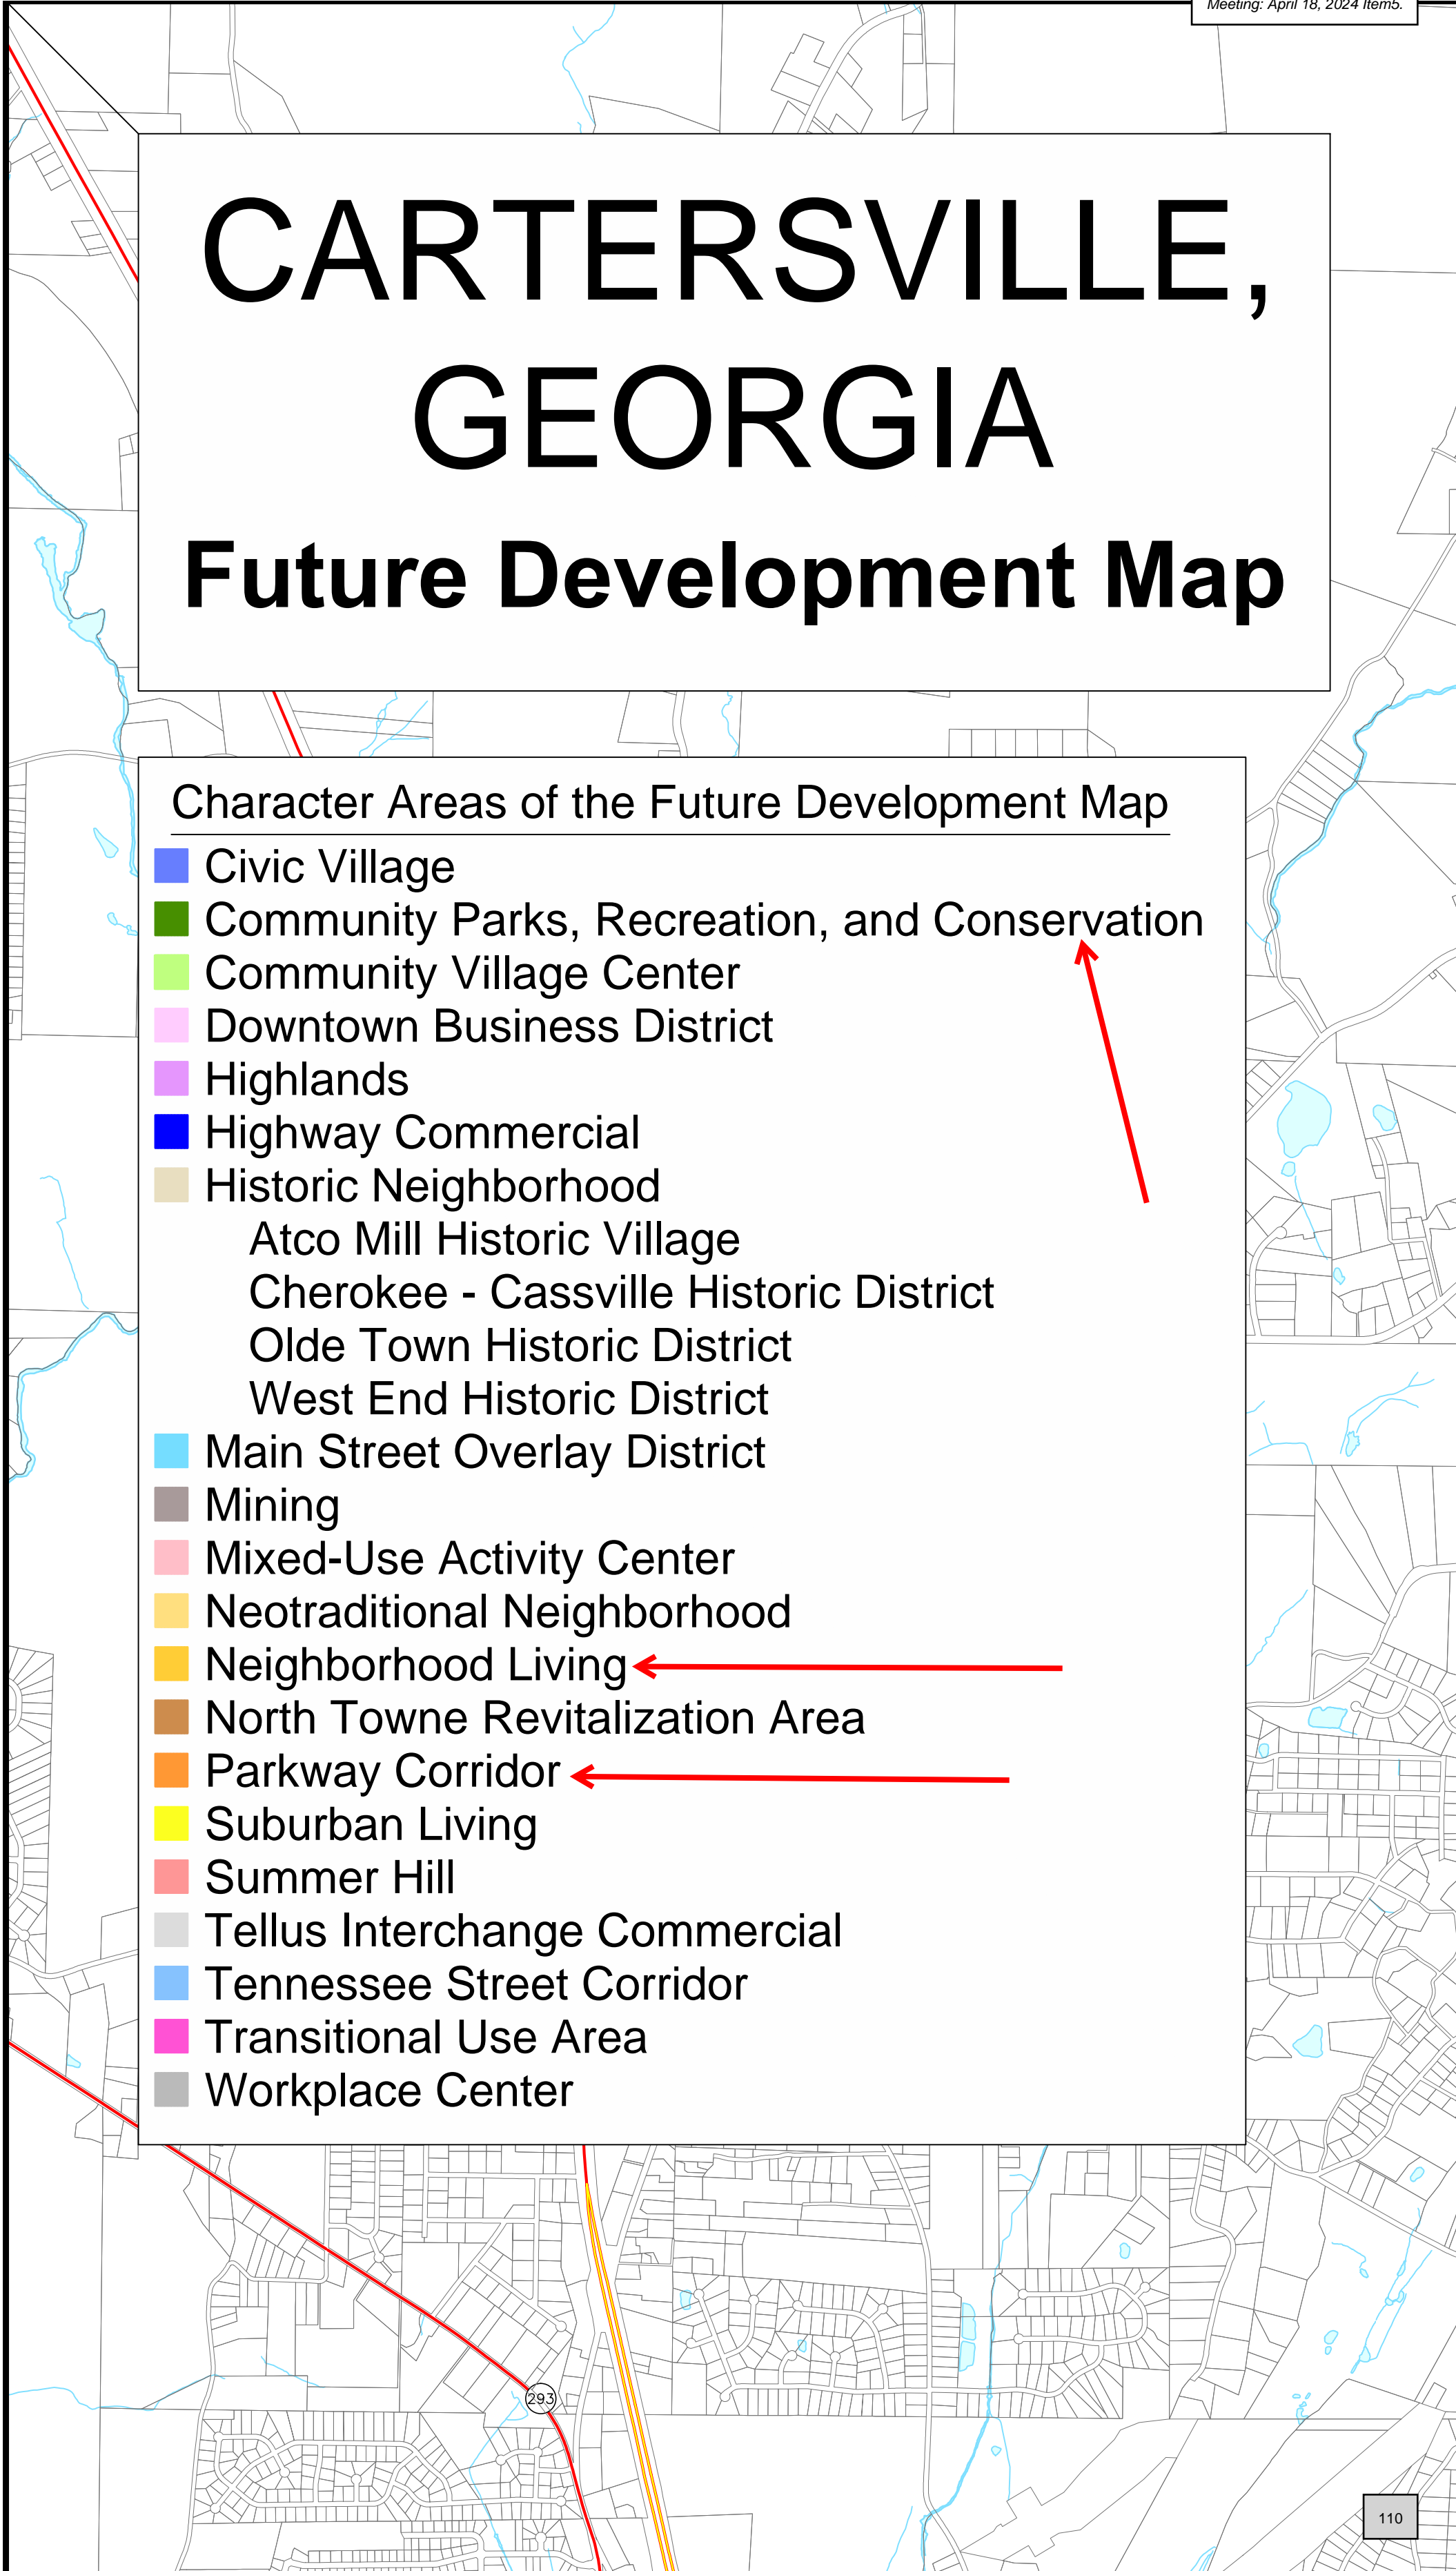 Meeting: April 18, 2024 Item5.
CARTERSVILLE,
GEORGIA
Future Development Map
Character Areas of the Future Development Map
Civic Village
Community Parks, Recreation, and Conservation
Community Village Center
Downtown Business District
Highlands
Highway Commercial
Historic Neighborhood
Atco Mill Historic Village
Cherokee - Cassville Historic District
Olde Town Historic District
West End Historic District
Main Street Overlay District
Mining
Mixed-Use Activity Center
Neotraditional Neighborhood
Neighborhood Living
North Towne Revitalization Area
Parkway Corridor
Suburban Living
Summer Hill
Tellus Interchange Commercial
Tennessee Street Corridor
Transitional Use Area
Workplace Center
293
110